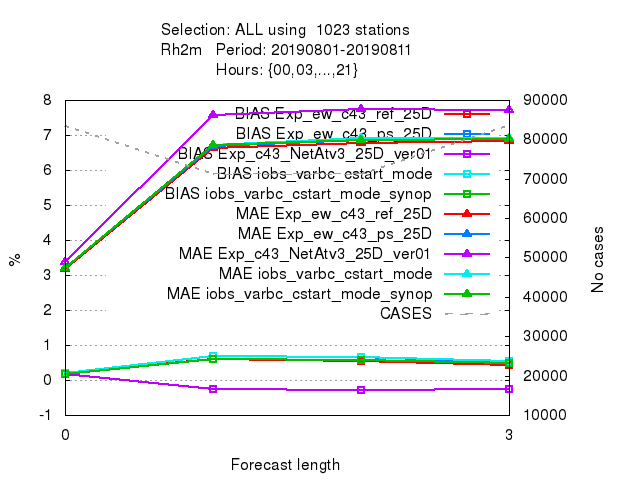 Selection: ALL using  1023 stations
Rh2m   Period: 20190801-20190811
Hours: {00,03,...,21}
8
7
6
5
4
3
2
1
0
-1
%
90000
80000
70000
60000
50000
40000
30000
20000
10000
No cases
BIAS Exp_ew_c43_ref_25D
BIAS Exp_ew_c43_ps_25D
BIAS Exp_c43_NetAtv3_25D_ver01
BIAS iobs_varbc_cstart_mode
BIAS iobs_varbc_cstart_mode_synop
MAE Exp_ew_c43_ref_25D
MAE Exp_ew_c43_ps_25D
MAE Exp_c43_NetAtv3_25D_ver01
MAE iobs_varbc_cstart_mode
MAE iobs_varbc_cstart_mode_synop
CASES
0 3
Forecast length